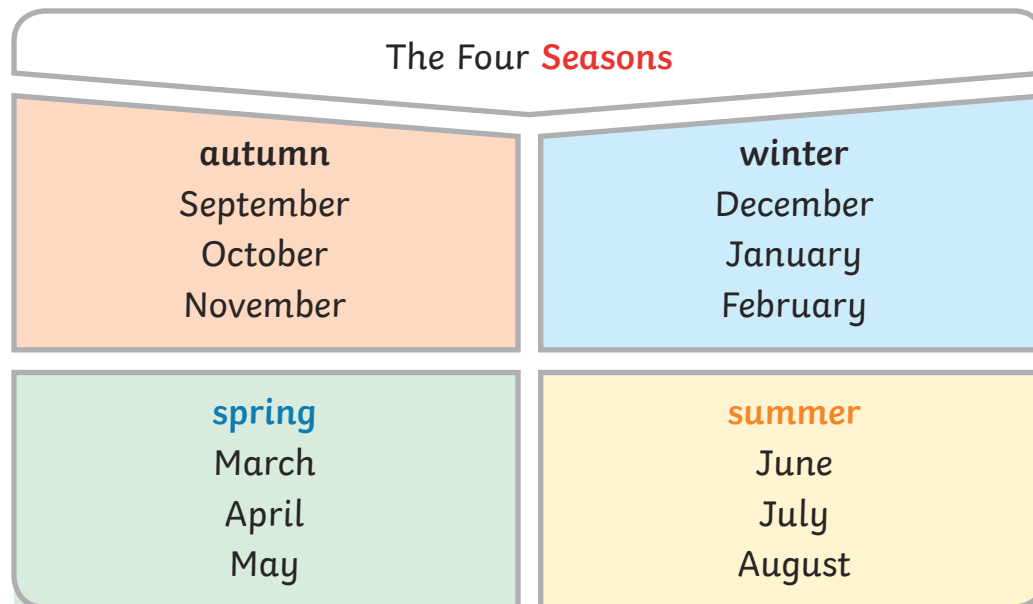 The Four Seasons
autumn
September
October
November
winter
December
January
February
spring
March
April
May
summer
June
July
August